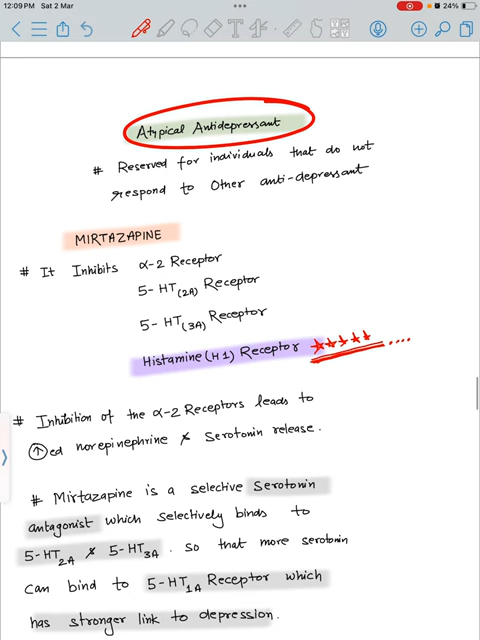 12:09 PM Sat 2 Mar
24%
Atypical Antidepressant
# Reserved for individuals that do not
respond to Other anti-depressant
MIRTAZAPINE
# It Inhibits α-2 Receptor
5-HT(2A) Receptor
5-HT(3A) Receptor
Histamine (H1) Receptor
# Inhibition of the α-2 Receptors leads to
↑ed norepinephrine & Serotonin release.
# Mirtazapine is a selective Serotonin
antagonist which selectively binds to
5-HT2A & 5-HT3A. so that more serotonin
can bind to 5-HT1A Receptor which
has stronger link to depression.